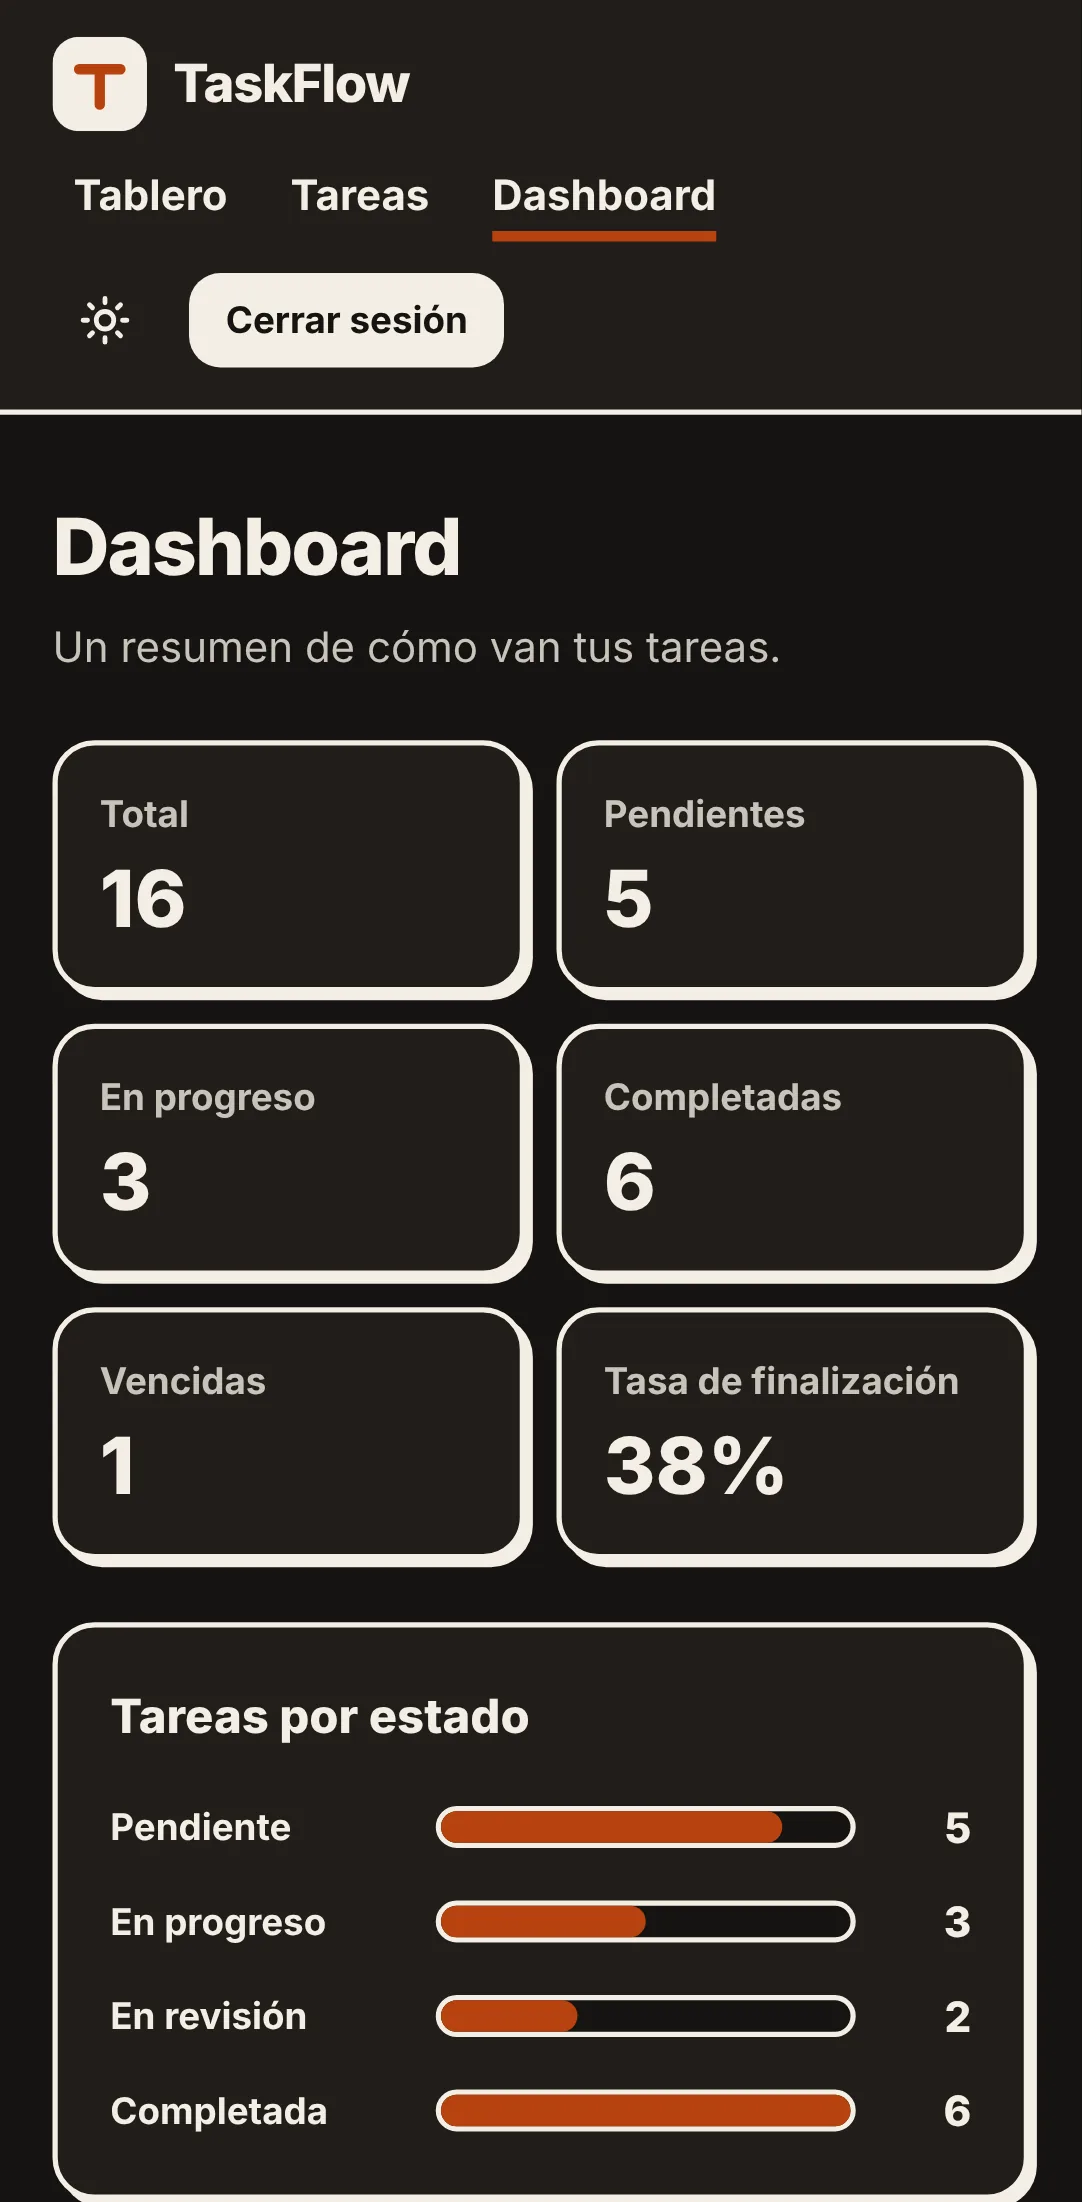 T TaskFlow
Tablero Tareas Dashboard
Cerrar sesión
Dashboard
Un resumen de cómo van tus tareas.
Total Pendientes
16 5
En progreso Completadas
3 6
Vencidas Tasa de finalización
1 38%
Tareas por estado
Pendiente 5
En progreso 3
En revisión 2
Completada 6